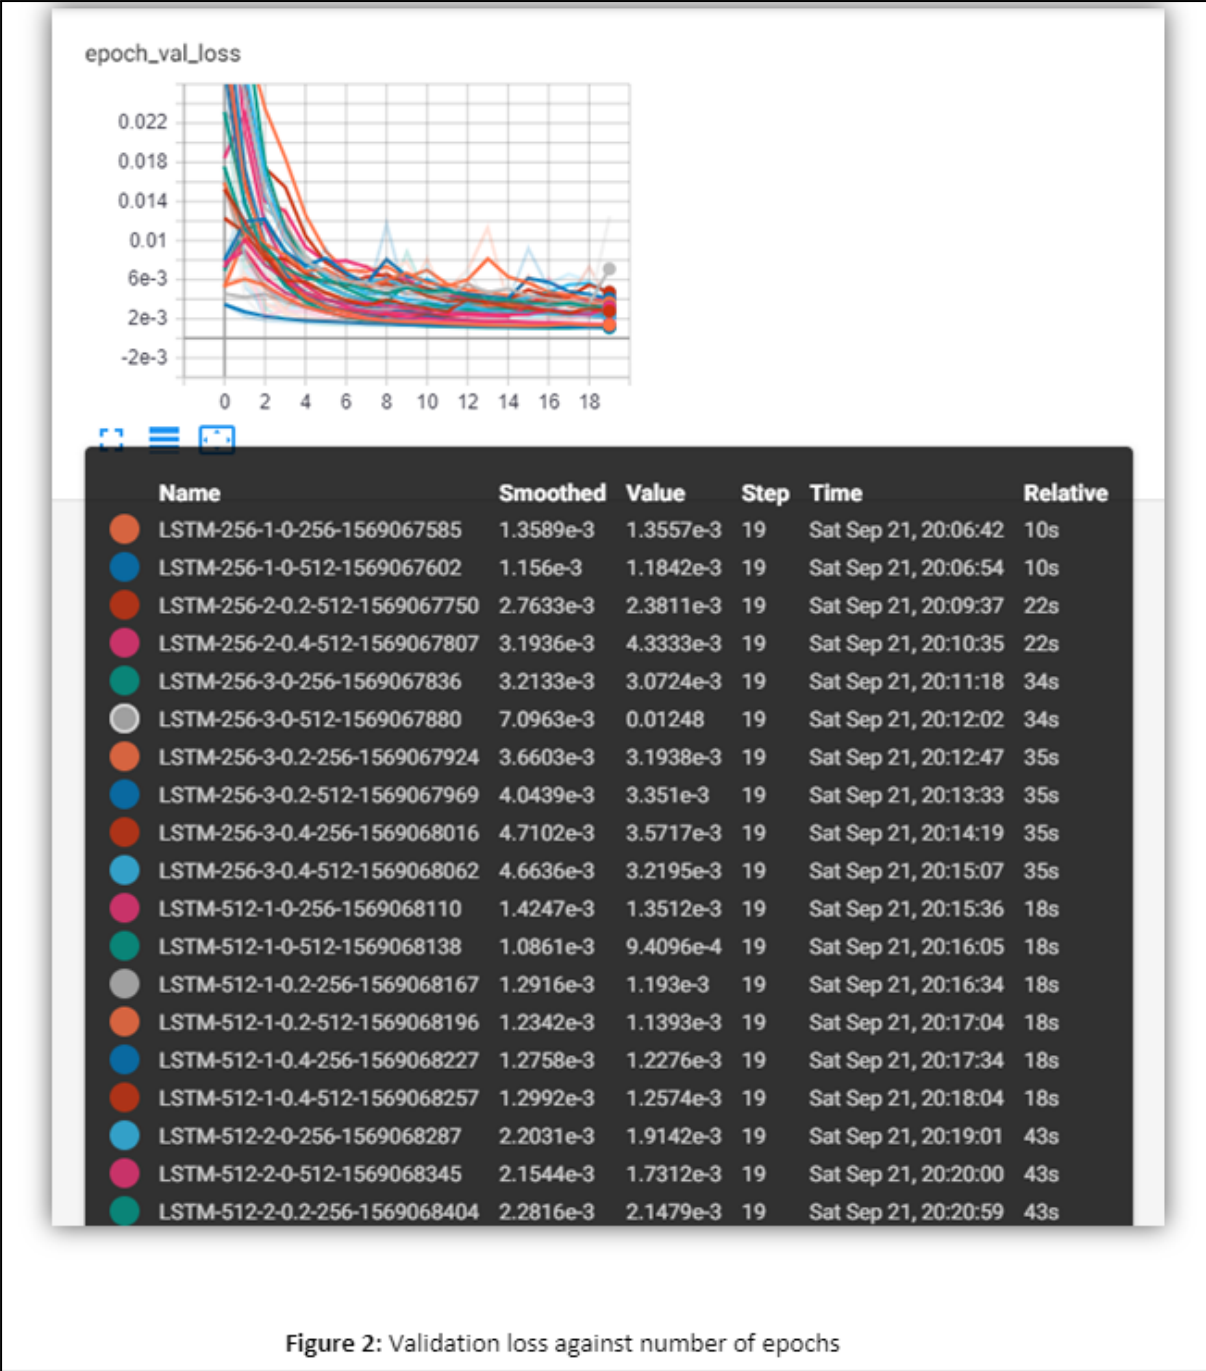 epoch_val_loss
0.022
0.018
0.014
0.01
6e-3
2e-3
-2e-3
0 2 4 6 8 10 12 14 16 18
Name Smoothed Value Step Time Relative
LSTM-256-1-0-256-1569067585 1.3589e-3 1.3557e-3 19 Sat Sep 21, 20:06:42 10s
LSTM-256-1-0-512-1569067602 1.156e-3 1.1842e-3 19 Sat Sep 21, 20:06:54 10s
LSTM-256-2-0.2-512-1569067750 2.7633e-3 2.3811e-3 19 Sat Sep 21, 20:09:37 22s
LSTM-256-2-0.4-512-1569067807 3.1936e-3 4.3333e-3 19 Sat Sep 21, 20:10:35 22s
LSTM-256-3-0-256-1569067836 3.2133e-3 3.0724e-3 19 Sat Sep 21, 20:11:18 34s
LSTM-256-3-0-512-1569067880 7.0963e-3 0.01248 19 Sat Sep 21, 20:12:02 34s
LSTM-256-3-0.2-256-1569067924 3.6603e-3 3.1938e-3 19 Sat Sep 21, 20:12:47 35s
LSTM-256-3-0.2-512-1569067969 4.0439e-3 3.351e-3 19 Sat Sep 21, 20:13:33 35s
LSTM-256-3-0.4-256-1569068016 4.7102e-3 3.5717e-3 19 Sat Sep 21, 20:14:19 35s
LSTM-256-3-0.4-512-1569068062 4.6636e-3 3.2195e-3 19 Sat Sep 21, 20:15:07 35s
LSTM-512-1-0-256-1569068110 1.4247e-3 1.3512e-3 19 Sat Sep 21, 20:15:36 18s
LSTM-512-1-0-512-1569068138 1.0861e-3 9.4096e-4 19 Sat Sep 21, 20:16:05 18s
LSTM-512-1-0.2-256-1569068167 1.2916e-3 1.193e-3 19 Sat Sep 21, 20:16:34 18s
LSTM-512-1-0.2-512-1569068196 1.2342e-3 1.1393e-3 19 Sat Sep 21, 20:17:04 18s
LSTM-512-1-0.4-256-1569068227 1.2758e-3 1.2276e-3 19 Sat Sep 21, 20:17:34 18s
LSTM-512-1-0.4-512-1569068257 1.2992e-3 1.2574e-3 19 Sat Sep 21, 20:18:04 18s
LSTM-512-2-0-256-1569068287 2.2031e-3 1.9142e-3 19 Sat Sep 21, 20:19:01 43s
LSTM-512-2-0-512-1569068345 2.1544e-3 1.7312e-3 19 Sat Sep 21, 20:20:00 43s
LSTM-512-2-0.2-256-1569068404 2.2816e-3 2.1479e-3 19 Sat Sep 21, 20:20:59 43s
Figure 2: Validation loss against number of epochs